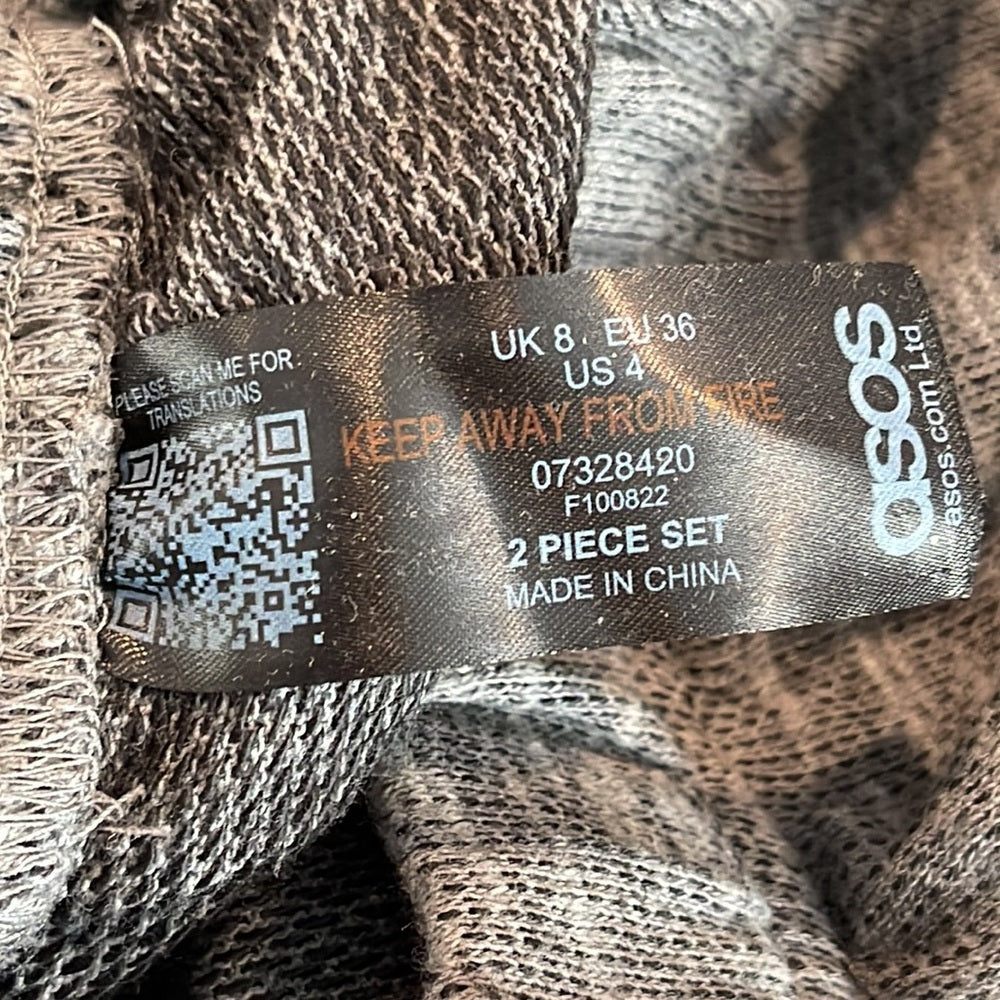 PLEASE SCAN ME FOR
TRANSLATIONS
UK 8 . EU 36
US 4
KEEP AWAY FROM FIRE
07328420
F100822
2 PIECE SET
MADE IN CHINA
asos
asos.com Ltd